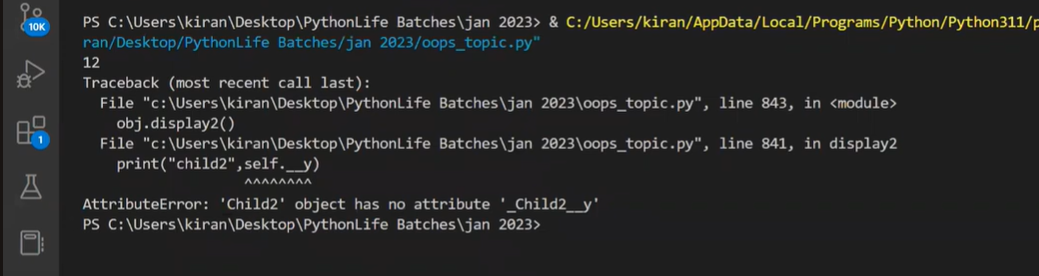 10K
1
PS C:\Users\kiran\Desktop\PythonLife Batches\jan 2023> & C:/Users/kiran/AppData/Local/Programs/Python/Python311/p
ran/Desktop/PythonLife Batches/jan 2023/oops_topic.py"
12
Traceback (most recent call last):
  File "c:\Users\kiran\Desktop\PythonLife Batches\jan 2023\oops_topic.py", line 843, in <module>
    obj.display2()
  File "c:\Users\kiran\Desktop\PythonLife Batches\jan 2023\oops_topic.py", line 841, in display2
    print("child2",self.__y)
                   ^^^^^^^^
AttributeError: 'Child2' object has no attribute '_Child2__y'
PS C:\Users\kiran\Desktop\PythonLife Batches\jan 2023>